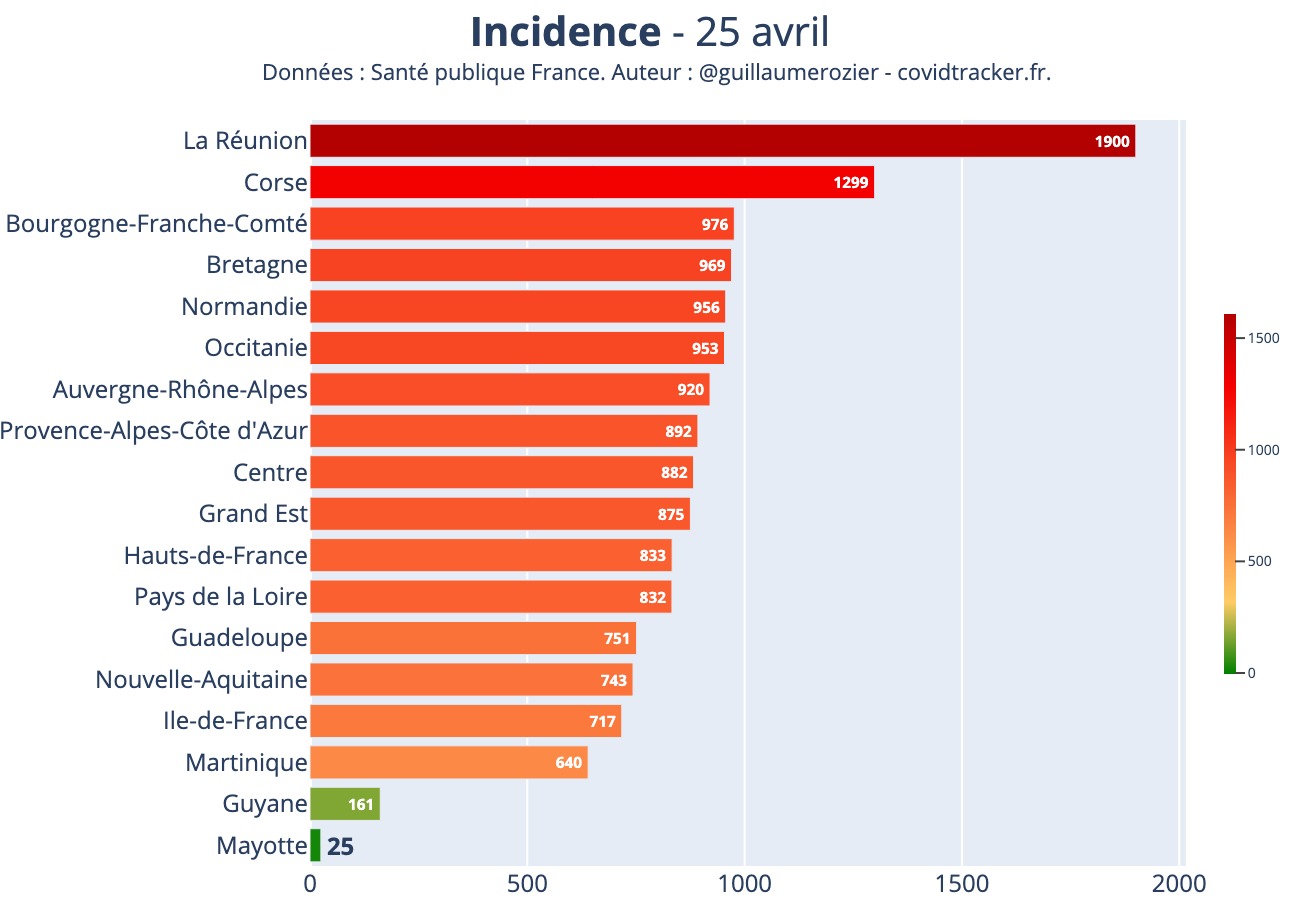 Incidence - 25 avril
Données : Santé publique France. Auteur : @guillaumerozier - covidtracker.fr.
La Réunion 1900
Corse 1299
Bourgogne-Franche-Comté 976
Bretagne 969
Normandie 956
Occitanie 953
Auvergne-Rhône-Alpes 920
Provence-Alpes-Côte d'Azur 892
Centre 882
Grand Est 875
Hauts-de-France 833
Pays de la Loire 832
Guadeloupe 751
Nouvelle-Aquitaine 743
Ile-de-France 717
Martinique 640
Guyane 161
Mayotte 25
0 500 1000 1500 2000
1500
1000
500
0